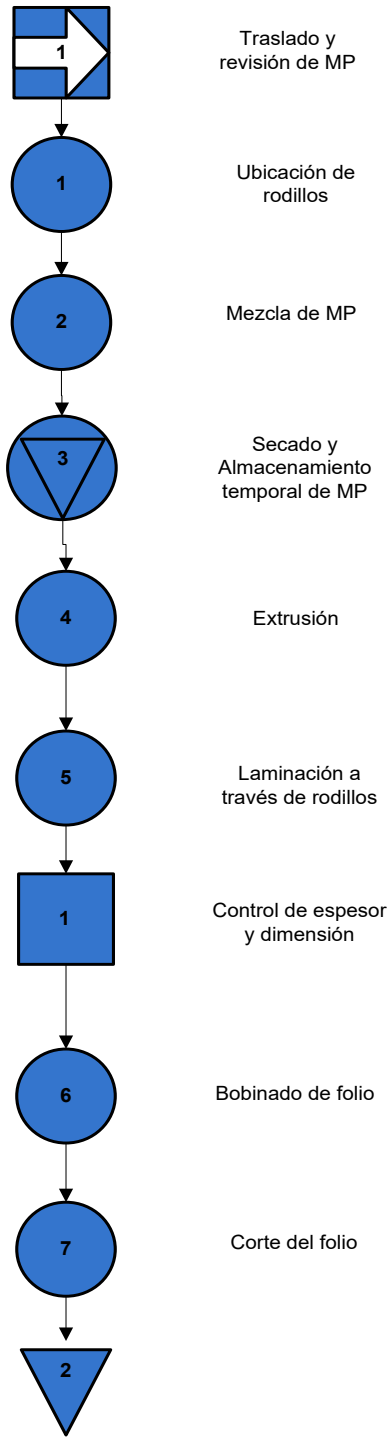 1
Traslado y
revisión de MP
1
Ubicación de
rodillos
2
Mezcla de MP
3
Secado y
Almacenamiento
temporal de MP
4
Extrusión
5
Laminación a
través de rodillos
1
Control de espesor
y dimensión
6
Bobinado de folio
7
Corte del folio
2